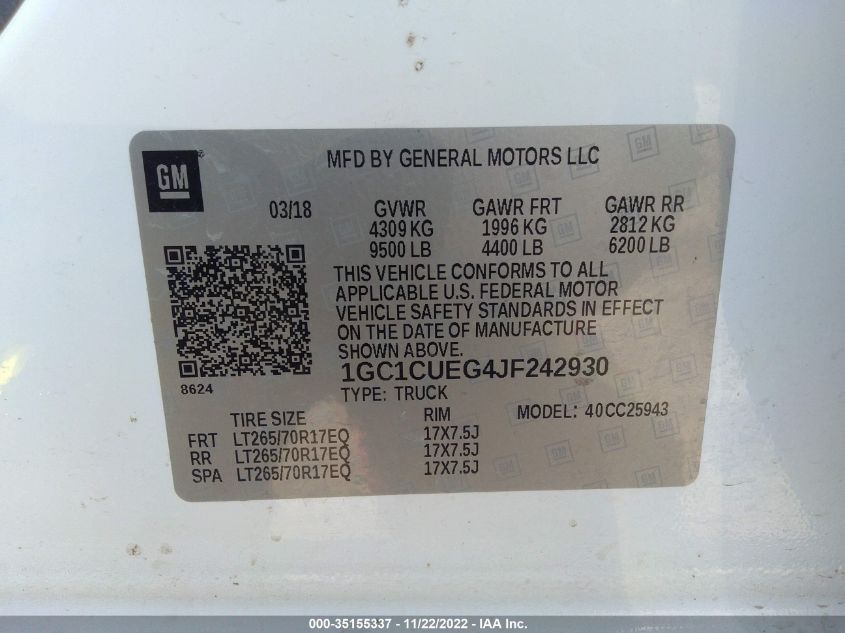 GM ®
MFD BY GENERAL MOTORS LLC
03/18 GVWR GAWR FRT GAWR RR
4309 KG 1996 KG 2812 KG
9500 LB 4400 LB 6200 LB
THIS VEHICLE CONFORMS TO ALL
APPLICABLE U.S. FEDERAL MOTOR
VEHICLE SAFETY STANDARDS IN EFFECT
ON THE DATE OF MANUFACTURE
SHOWN ABOVE.
1GC1CUEG4JF242930
8624
TYPE: TRUCK
TIRE SIZE RIM MODEL: 40CC25943
FRT LT265/70R17EQ 17X7.5J
RR LT265/70R17EQ 17X7.5J
SPA LT265/70R17EQ 17X7.5J
000-35155337 - 11/22/2022 - IAA Inc.